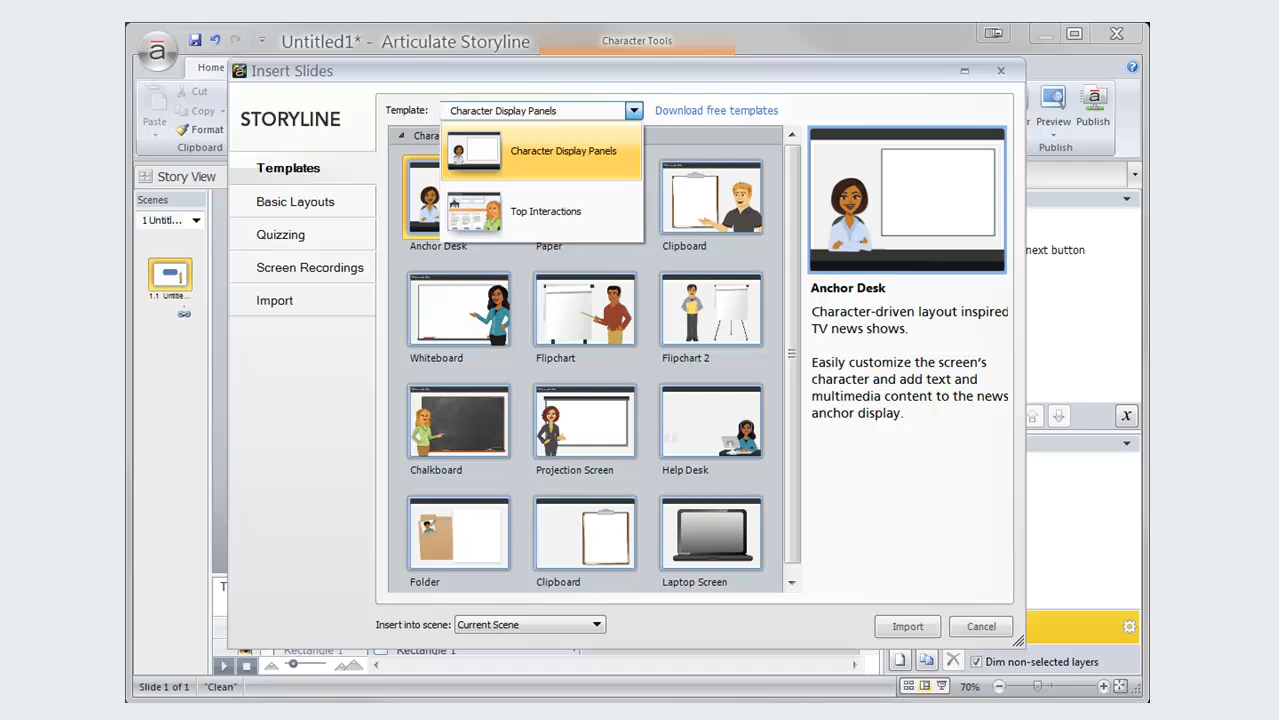 Untitled1* - Articulate Storyline
Character Tools
Home
Insert Slides
Cut
Copy
Format
Paste
Clipboard
Preview
Publish
Publish
STORYLINE
Templates
Basic Layouts
Quizzing
Screen Recordings
Import
Template:
Character Display Panels
Download free templates
Chara
Character Display Panels
Top Interactions
Anchor Desk
Paper
Clipboard
Whiteboard
Flipchart
Flipchart 2
Chalkboard
Projection Screen
Help Desk
Folder
Clipboard
Laptop Screen
Anchor Desk
Character-driven layout inspired
TV news shows.
Easily customize the screen's
character and add text and
multimedia content to the news
anchor display.
Story View
Scenes
1 Untitl...
1.1 Untitle...
next button
x
Insert into scene:
Current Scene
Import
Cancel
Rectangle 1
Rectangle 1
Dim non-selected layers
Slide 1 of 1
"Clean"
70%